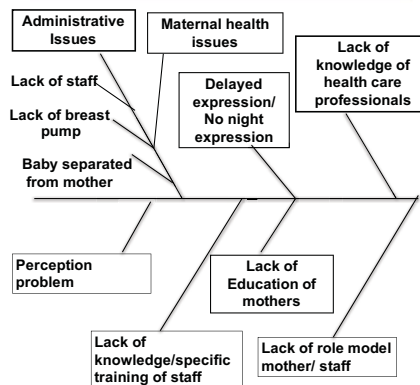 Administrative
Issues
Maternal health
issues
Lack of
knowledge of
health care
professionals
Lack of staff
Delayed
expression/
No night
expression
Lack of breast
pump
Baby separated
from mother
Perception
problem
Lack of
Education of
mothers
Lack of
knowledge/specific
training of staff
Lack of role model
mother/ staff